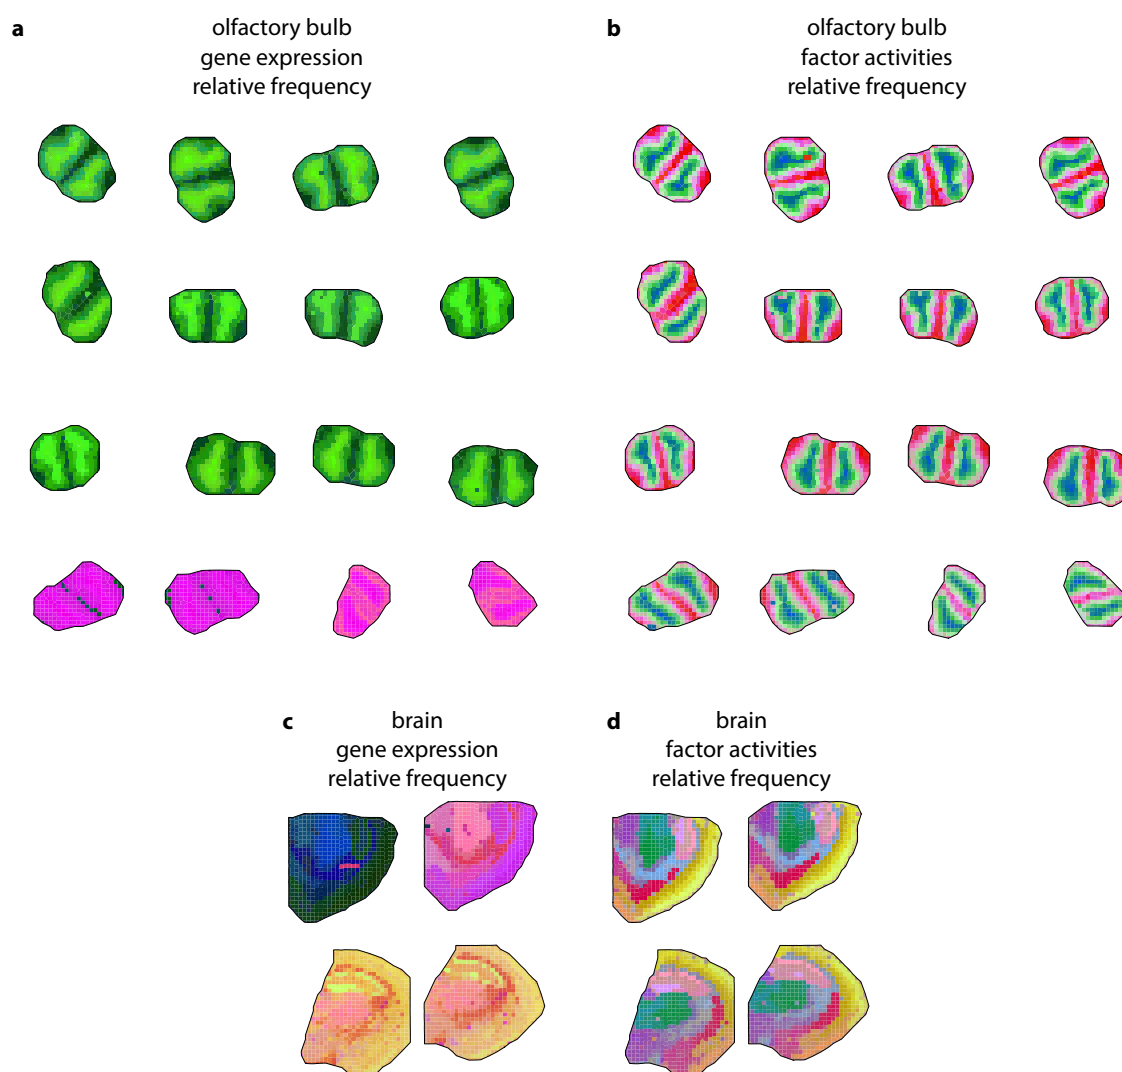 a
olfactory bulb
gene expression
relative frequency
b
olfactory bulb
factor activities
relative frequency
c
brain
gene expression
relative frequency
d
brain
factor activities
relative frequency